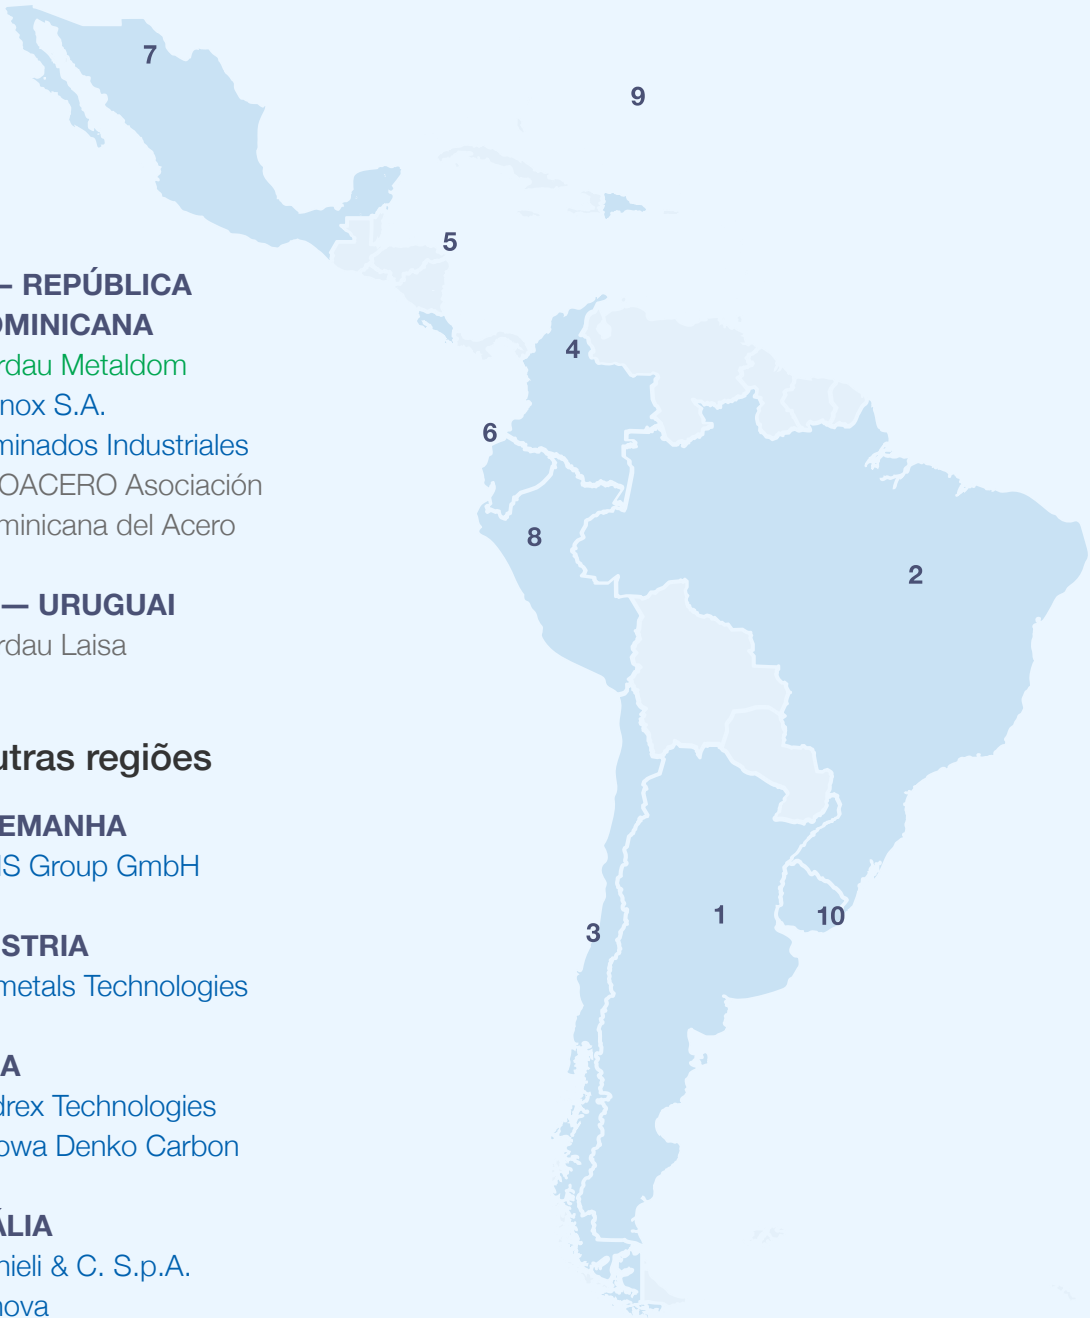 7
9
5
4
6
8
2
1
10
3
— REPÚBLICA
OMINICANA
rdau Metaldom
nox S.A.
minados Industriales
OACERO Asociación
minicana del Acero
— URUGUAI
rdau Laisa
utras regiões
EMANHA
S Group GmbH
STRIA
metals Technologies
A
drex Technologies
owa Denko Carbon
ÁLIA
nieli & C. S.p.A.
nova